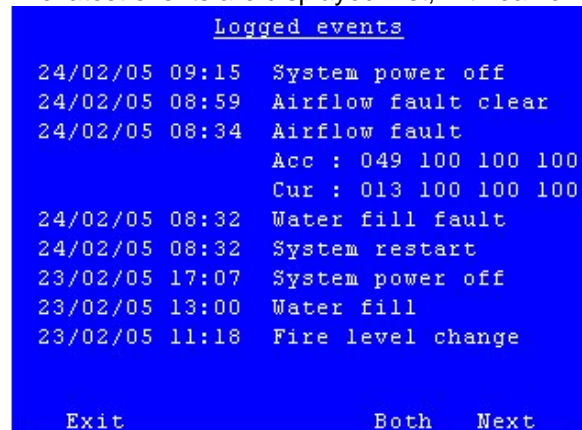 Logged events
24/02/05 09:15 System power off
24/02/05 08:59 Airflow fault clear
24/02/05 08:34 Airflow fault
Acc : 049 100 100 100
Cur : 013 100 100 100
24/02/05 08:32 Water fill fault
24/02/05 08:32 System restart
23/02/05 17:07 System power off
23/02/05 13:00 Water fill
23/02/05 11:18 Fire level change
Exit Both Next